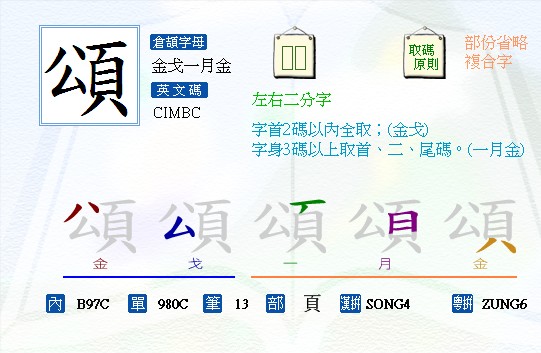 頌
倉頡字母
金戈一月金
英文碼
CIMBC
取碼
原則
部份省略
複合字
左右二分字
字首2碼以內全取；(金戈)
字身3碼以上取首、二、尾碼。(一月金)
頌 頌 頌 頌 頌
金 戈 一 月 金
內 B97C 單 980C 筆 13 部 頁 漢拼 SONG4 粵拼 ZUNG6